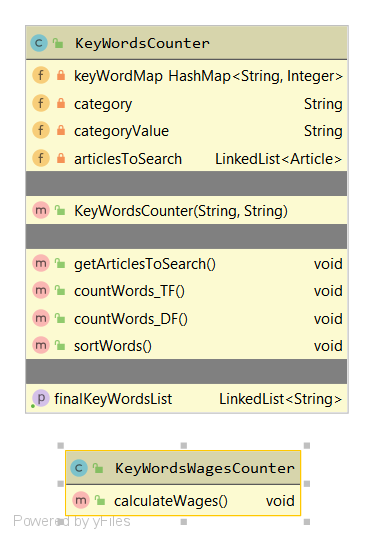 C KeyWordsCounter
f keyWordMap HashMap<String, Integer>
f category String
f categoryValue String
f articlesToSearch LinkedList<Article>
m KeyWordsCounter(String, String)
m getArticlesToSearch() void
m countWords_TF() void
m countWords_DF() void
m sortWords() void
p finalKeyWordsList LinkedList<String>
C KeyWordsWagesCounter
m calculateWages() void
Powered by yFiles